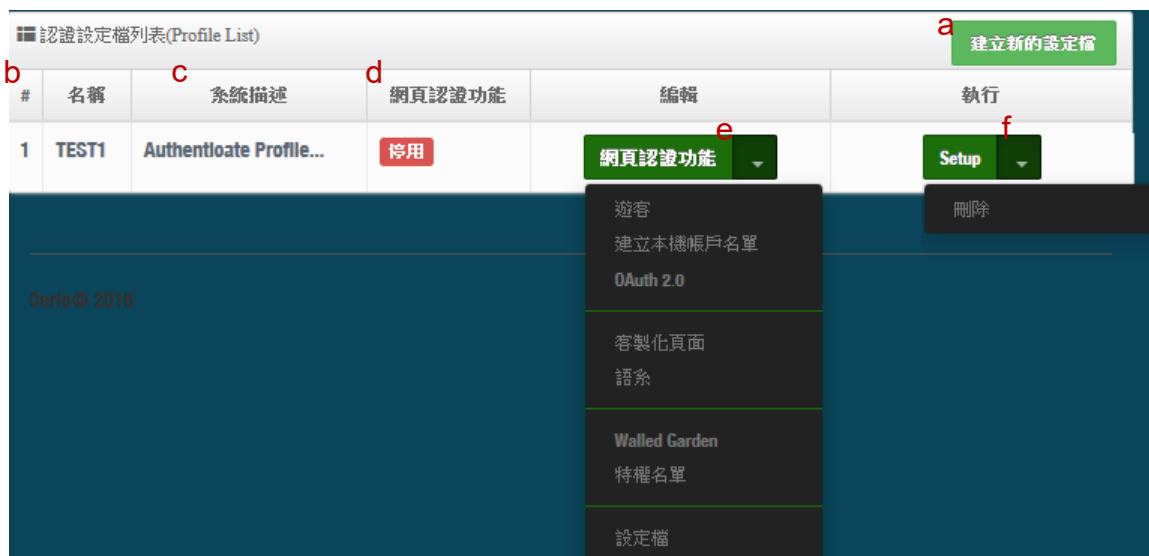 認證設定檔列表(Profile List)
a
建立新的設定檔
b
c
d
# 名稱 系統描述 網頁認證功能 編輯 執行
e
f
1 TEST1 Authentioate Profile... 停用 網頁認證功能 Setup
遊客
刪除
建立本機帳戶名單
OAuth 2.0
Cerio© 2016
客製化頁面
語系
Walled Garden
特權名單
設定檔